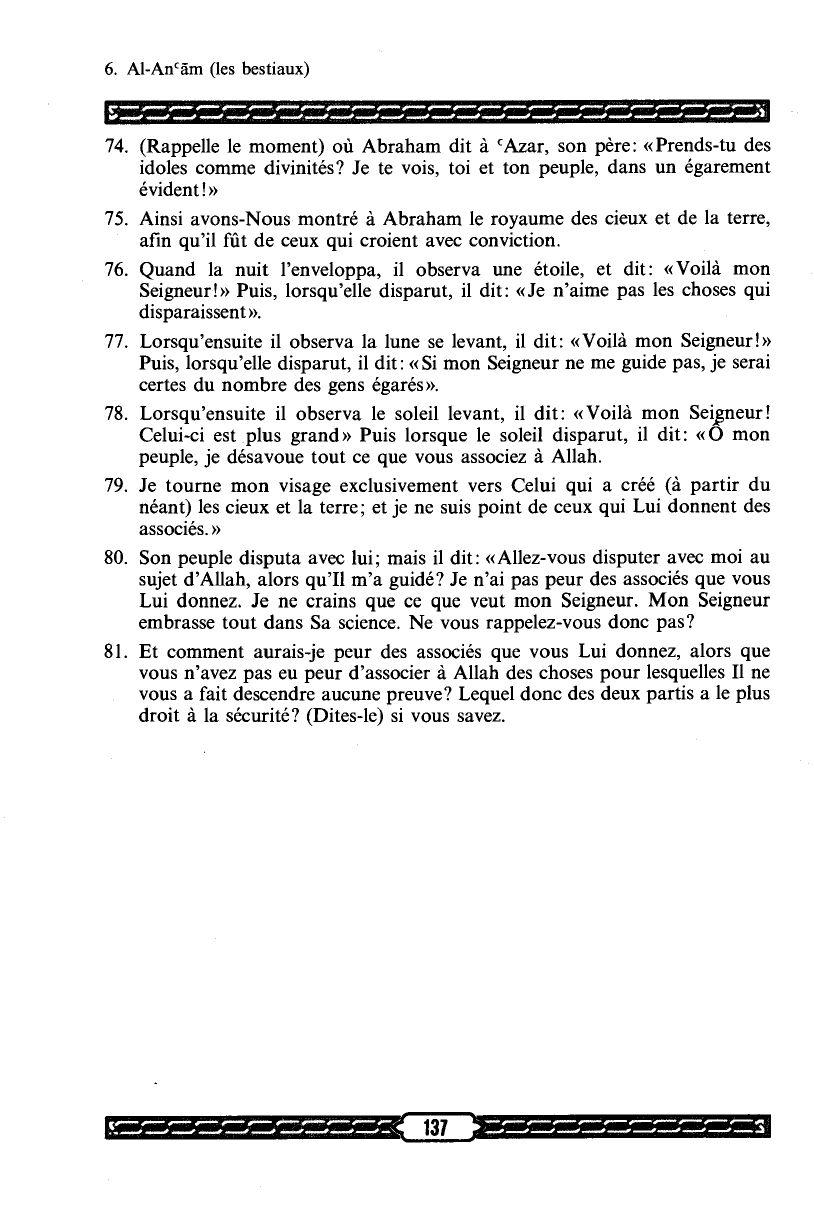 6. Al-Anᶜām (les bestiaux)
74. (Rappelle le moment) où Abraham dit à ᶜAzar, son père: «Prends-tu des
idoles comme divinités? Je te vois, toi et ton peuple, dans un égarement
évident!»
75. Ainsi avons-Nous montré à Abraham le royaume des cieux et de la terre,
afin qu'il fût de ceux qui croient avec conviction.
76. Quand la nuit l'enveloppa, il observa une étoile, et dit: «Voilà mon
Seigneur!» Puis, lorsqu'elle disparut, il dit: «Je n'aime pas les choses qui
disparaissent».
77. Lorsqu'ensuite il observa la lune se levant, il dit: «Voilà mon Seigneur!»
Puis, lorsqu'elle disparut, il dit: «Si mon Seigneur ne me guide pas, je serai
certes du nombre des gens égarés».
78. Lorsqu'ensuite il observa le soleil levant, il dit: «Voilà mon Seigneur!
Celui-ci est plus grand» Puis lorsque le soleil disparut, il dit: «Ô mon
peuple, je désavoue tout ce que vous associez à Allah.
79. Je tourne mon visage exclusivement vers Celui qui a créé (à partir du
néant) les cieux et la terre; et je ne suis point de ceux qui Lui donnent des
associés.»
80. Son peuple disputa avec lui; mais il dit: «Allez-vous disputer avec moi au
sujet d'Allah, alors qu'Il m'a guidé? Je n'ai pas peur des associés que vous
Lui donnez. Je ne crains que ce que veut mon Seigneur. Mon Seigneur
embrasse tout dans Sa science. Ne vous rappelez-vous donc pas?
81. Et comment aurais-je peur des associés que vous Lui donnez, alors que
vous n'avez pas eu peur d'associer à Allah des choses pour lesquelles Il ne
vous a fait descendre aucune preuve? Lequel donc des deux partis a le plus
droit à la sécurité? (Dites-le) si vous savez.
137